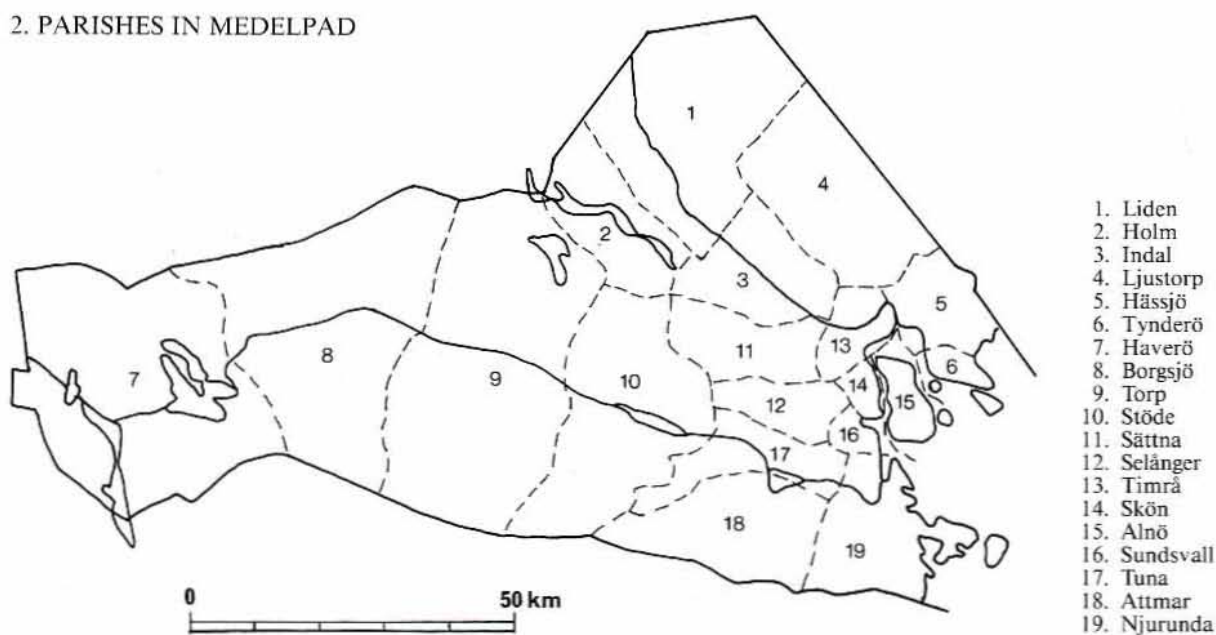 2. PARISHES IN MEDELPAD
1
4
2
3
5
13
6
11
7
8
9
10
14
15
12
16
17
18
19
0 50 km
1. Liden
2. Holm
3. Indal
4. Ljustorp
5. Hässjö
6. Tynderö
7. Haverö
8. Borgsjö
9. Torp
10. Stöde
11. Sättna
12. Selånger
13. Timrå
14. Skön
15. Alnö
16. Sundsvall
17. Tuna
18. Attmar
19. Njurunda